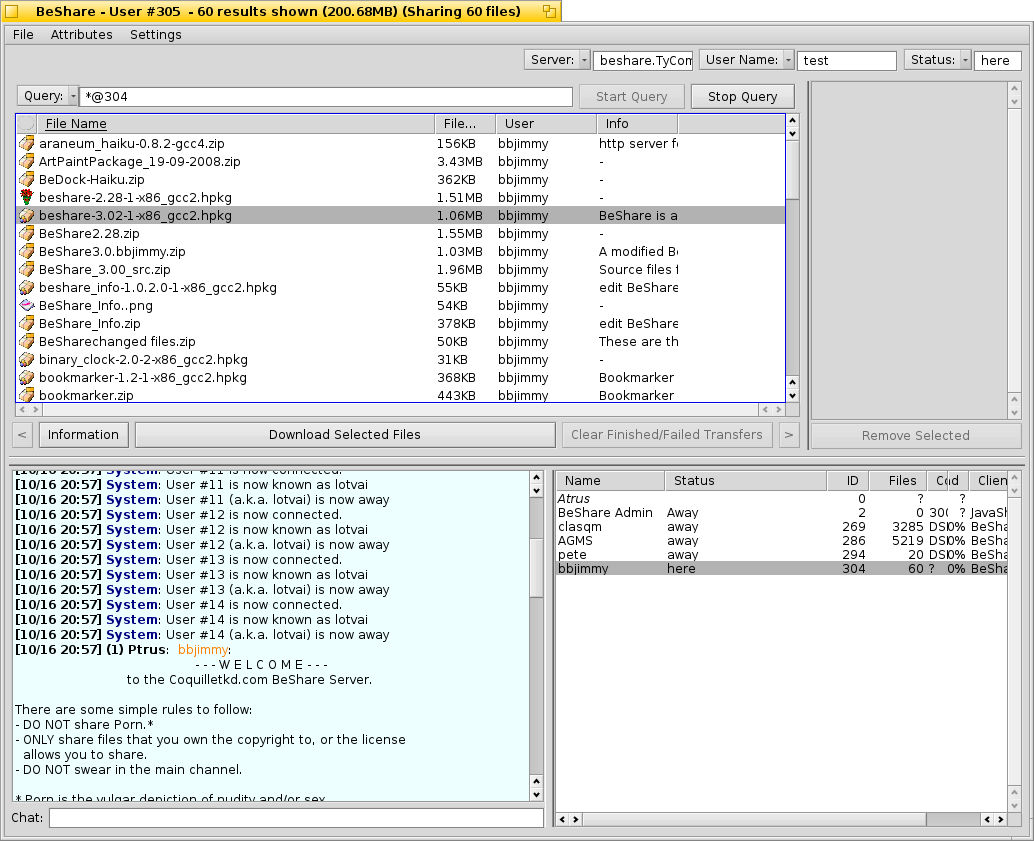 BeShare - User #305 - 60 results shown (200.68MB) (Sharing 60 files)
File Attributes Settings
Server: beshare.TyCom User Name: test Status: here
Query: *@304 Start Query Stop Query
File Name File... User Info
araneum_haiku-0.8.2-gcc4.zip 156KB bbjimmy http server f
ArtPaintPackage_19-09-2008.zip 3.43MB bbjimmy -
BeDock-Haiku.zip 362KB bbjimmy -
beshare-2.28-1-x86_gcc2.hpkg 1.51MB bbjimmy -
beshare-3.02-1-x86_gcc2.hpkg 1.06MB bbjimmy BeShare is a
BeShare2.28.zip 1.55MB bbjimmy -
BeShare3.0.bbjimmy.zip 1.03MB bbjimmy A modified B
BeShare_3.00_src.zip 1.96MB bbjimmy Source files
beshare_info-1.0.2.0-1-x86_gcc2.hpkg 55KB bbjimmy edit BeShare
BeShare_Info..png 54KB bbjimmy -
BeShare_Info.zip 378KB bbjimmy edit BeShare
BeSharechanged files.zip 50KB bbjimmy These are th
binary_clock-2.0-2-x86_gcc2.hpkg 31KB bbjimmy -
bookmarker-1.2-1-x86_gcc2.hpkg 368KB bbjimmy Bookmarker
bookmarker.zip 443KB bbjimmy Bookmarker
< Information Download Selected Files Clear Finished/Failed Transfers > Remove Selected
[10/16 20:57] System: User #11 is now connected.
[10/16 20:57] System: User #11 is now known as lotvai
[10/16 20:57] System: User #11 (a.k.a. lotvai) is now away
[10/16 20:57] System: User #12 is now connected.
[10/16 20:57] System: User #12 is now known as lotvai
[10/16 20:57] System: User #12 (a.k.a. lotvai) is now away
[10/16 20:57] System: User #13 is now connected.
[10/16 20:57] System: User #13 is now known as lotvai
[10/16 20:57] System: User #13 (a.k.a. lotvai) is now away
[10/16 20:57] System: User #14 is now connected.
[10/16 20:57] System: User #14 is now known as lotvai
[10/16 20:57] System: User #14 (a.k.a. lotvai) is now away
[10/16 20:57] (1) Ptrus: bbjimmy:
- - - W E L C O M E - - -
to the Coquilletkd.com BeShare Server.
There are some simple rules to follow:
- DO NOT share Porn.*
- ONLY share files that you own the copyright to, or the license
allows you to share.
- DO NOT swear in the main channel.
* Porn is the vulgar depiction of nudity and/or sex
Chat:
Name Status ID Files Clien
Atrus 0 ? ?
BeShare Admin Away 2 0 300 ? JavaSh
clasqm away 269 3285 DSl 0% BeSha
AGMS away 286 5219 DSl 0% BeSha
pete away 294 20 DSl 0% BeSha
bbjimmy here 304 60 ? 0% BeSha